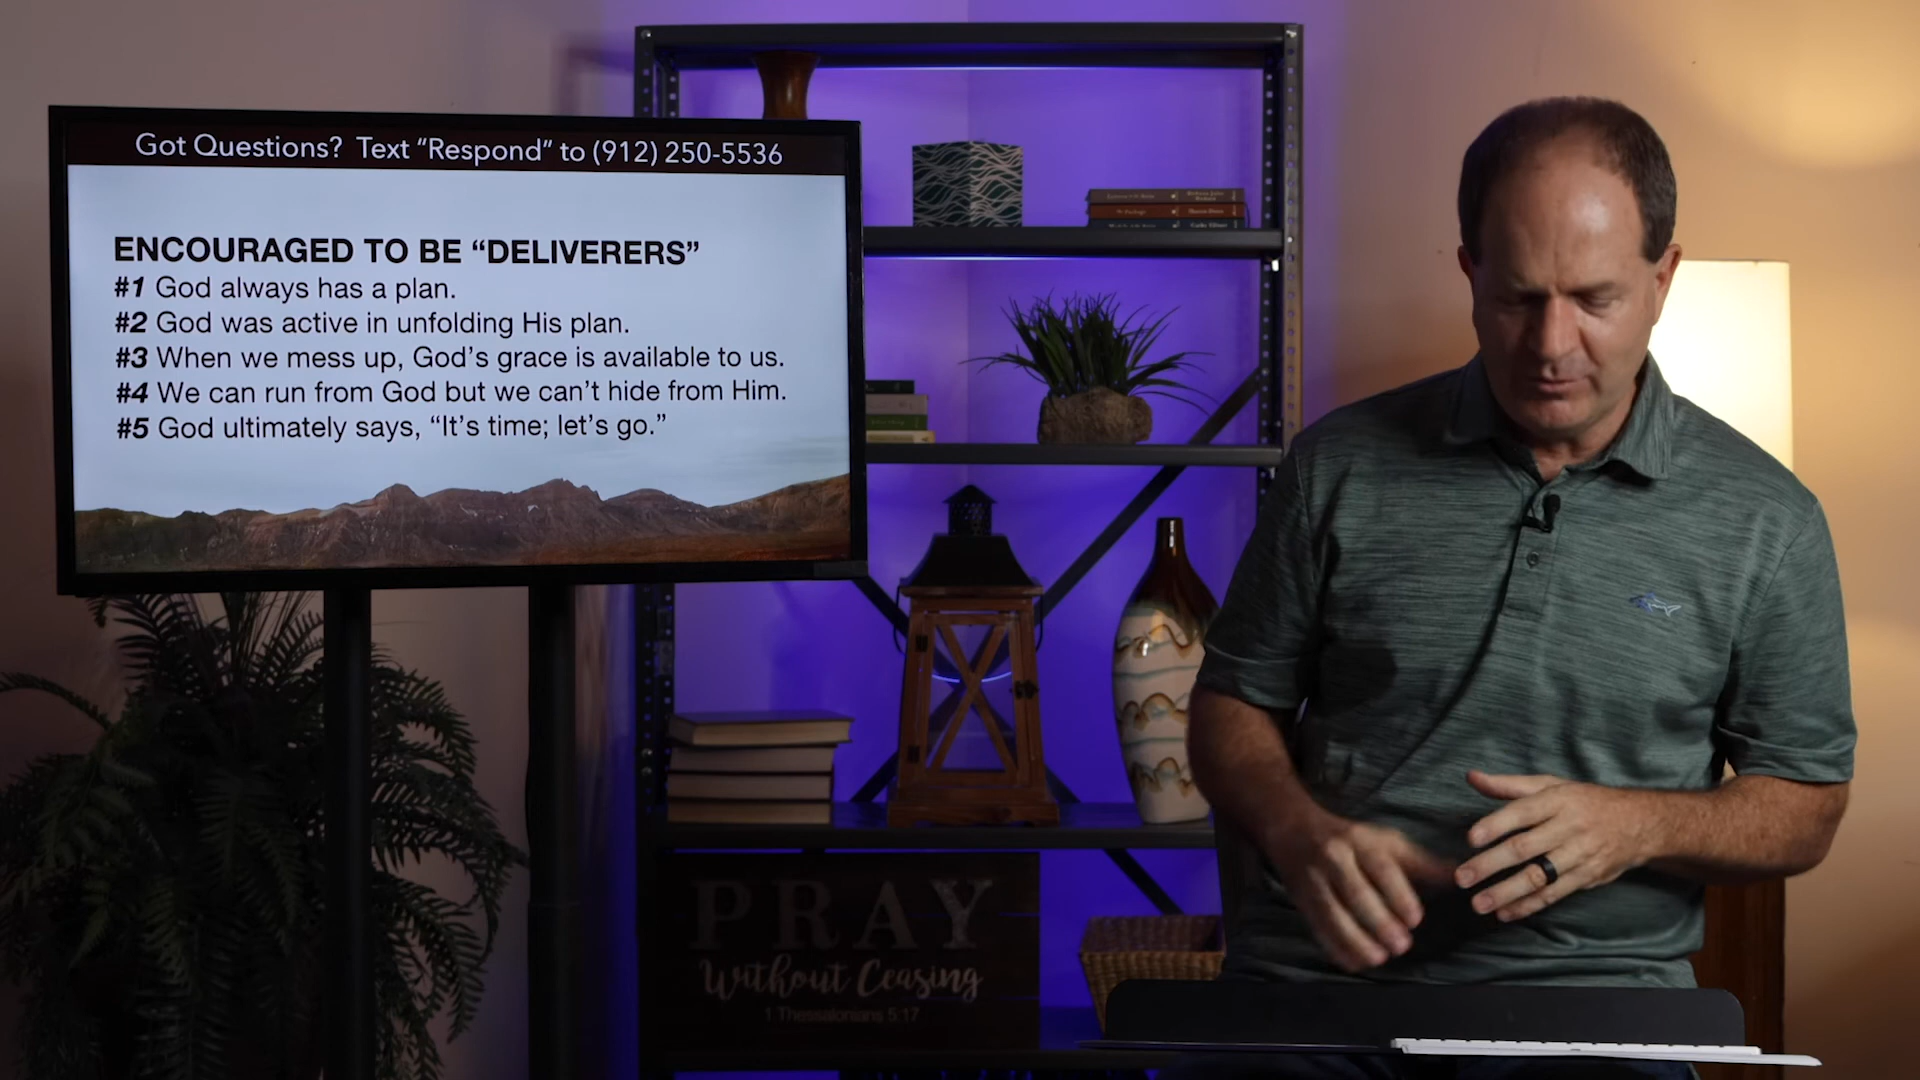 Got Questions? Text “Respond” to (912) 250-5536
ENCOURAGED TO BE “DELIVERERS”
#1 God always has a plan.
#2 God was active in unfolding His plan.
#3 When we mess up, God’s grace is available to us.
#4 We can run from God but we can’t hide from Him.
#5 God ultimately says, “It’s time; let’s go.”
PRAY
Without Ceasing
1 Thessalonians 5:17